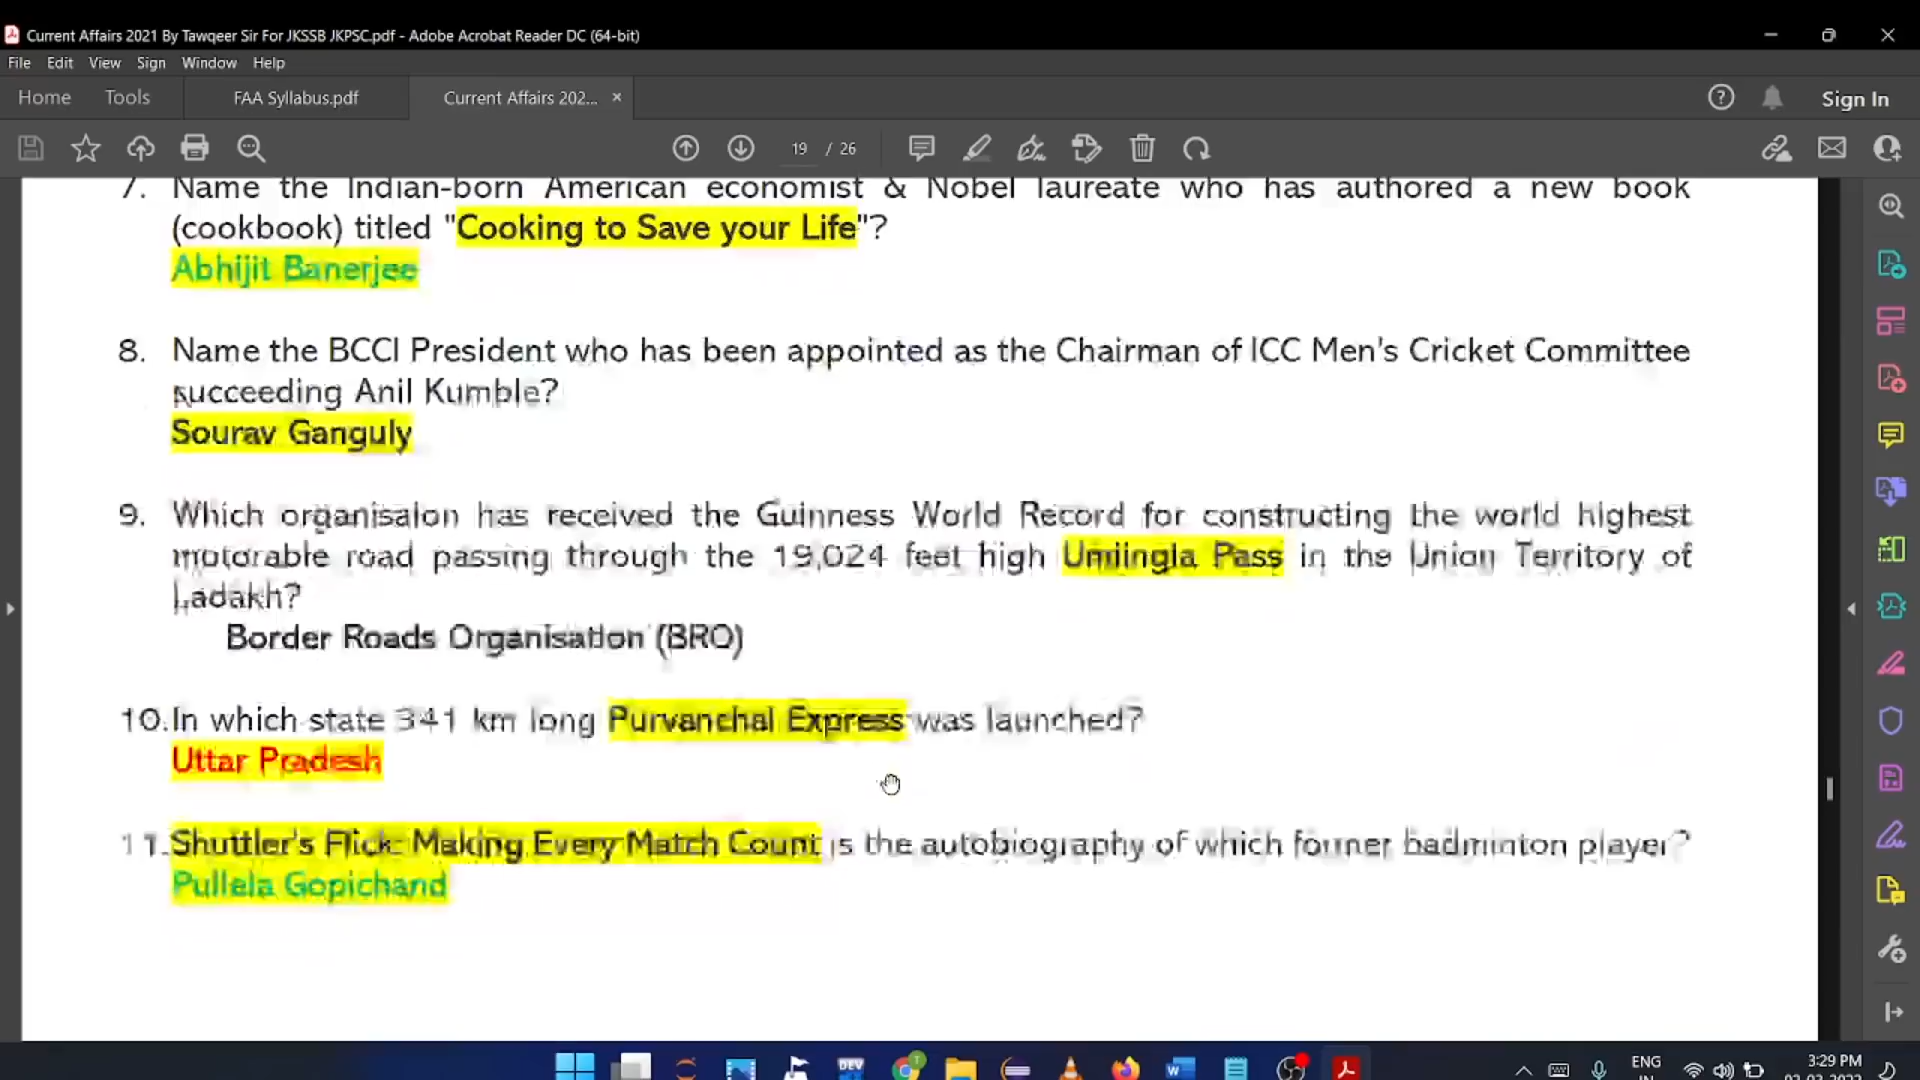 Current Affairs 2021 By Tawqeer Sir For JKSSB JKPSC.pdf - Adobe Acrobat Reader DC (64-bit)
File Edit View Sign Window Help
Home Tools FAA Syllabus.pdf Current Affairs 202... × Sign In
19 / 26
7. Name the Indian-born American economist & Nobel laureate who has authored a new book
(cookbook) titled "Cooking to Save your Life"?
Abhijit Banerjee
8. Name the BCCI President who has been appointed as the Chairman of ICC Men's Cricket Committee
succeeding Anil Kumble?
Sourav Ganguly
9. Which organisaion has received the Guinness World Record for constructing the world highest
motorable road passing through the 19,024 feet high Umlingla Pass in the Union Territory of
Ladakh?
Border Roads Organisation (BRO)
10. In which state 341 km long Purvanchal Express was launched?
Uttar Pradesh
11. Shuttler's Flick: Making Every Match Count is the autobiography of which former badminton player?
Pullela Gopichand
DEV
ENG
IN
3:29 PM